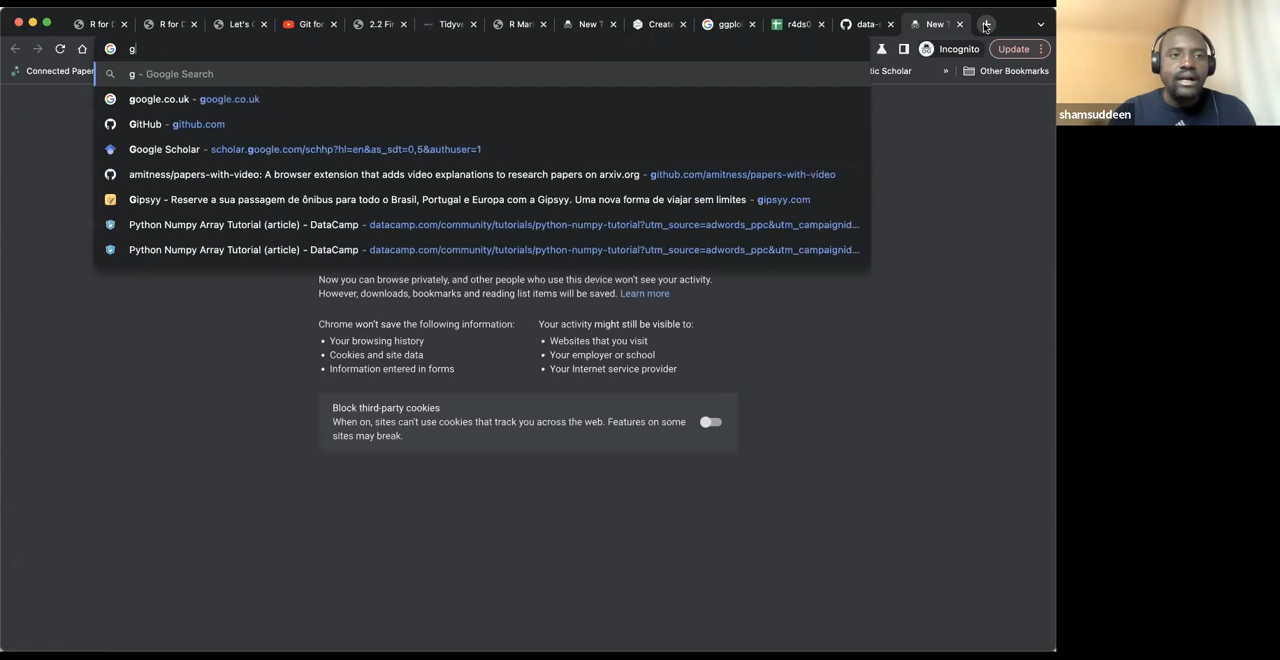 R for D
R for D
Let's G
Git for
2.2 Fir
Tidyve
R Mark
New T
Create
ggplot
r4ds0
data-s
New T
g
Incognito
Update
g - Google Search
Connected Paper
tic Scholar
»
Other Bookmarks
google.co.uk - google.co.uk
GitHub - github.com
Google Scholar - scholar.google.com/schhp?hl=en&as_sdt=0,5&authuser=1
amitness/papers-with-video: A browser extension that adds video explanations to research papers on arxiv.org - github.com/amitness/papers-with-video
Gipsyy - Reserve a sua passagem de ônibus para todo o Brasil, Portugal e Europa com a Gipsyy. Uma nova forma de viajar sem limites - gipsyy.com
Python Numpy Array Tutorial (article) - DataCamp - datacamp.com/community/tutorials/python-numpy-tutorial?utm_source=adwords_ppc&utm_campaignid...
Python Numpy Array Tutorial (article) - DataCamp - datacamp.com/community/tutorials/python-numpy-tutorial?utm_source=adwords_ppc&utm_campaignid...
Now you can browse privately, and other people who use this device won't see your activity.
However, downloads, bookmarks and reading list items will be saved. Learn more
Chrome won't save the following information:
• Your browsing history
• Cookies and site data
• Information entered in forms
Your activity might still be visible to:
• Websites that you visit
• Your employer or school
• Your Internet service provider
Block third-party cookies
When on, sites can't use cookies that track you across the web. Features on some
sites may break.
shamsuddeen